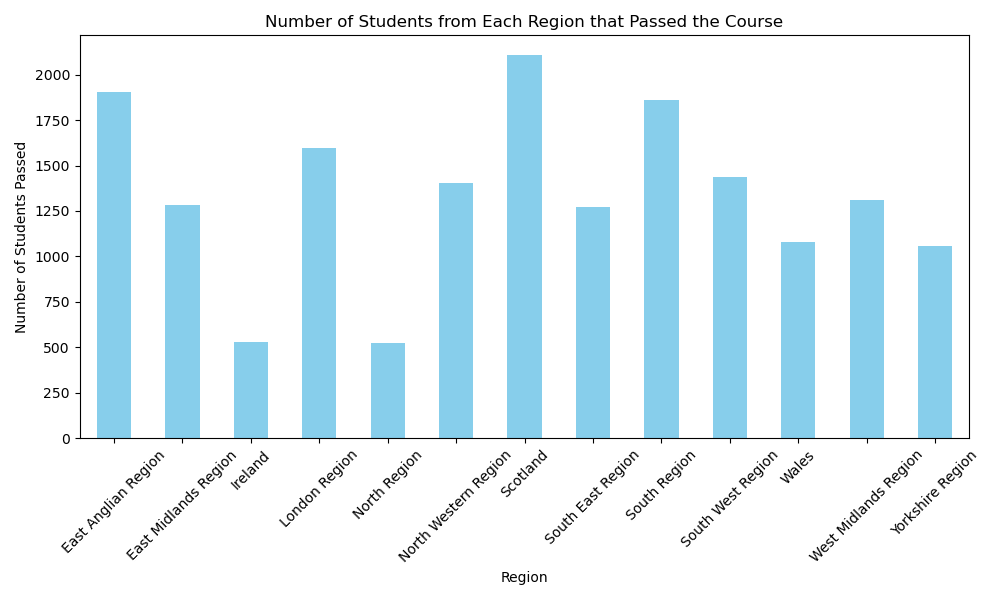 Number of Students from Each Region that Passed the Course
Number of Students Passed
2000
1750
1500
1250
1000
750
500
250
0
East Anglian Region
East Midlands Region
Ireland
London Region
North Region
North Western Region
Scotland
South East Region
South Region
South West Region
Wales
West Midlands Region
Yorkshire Region
Region